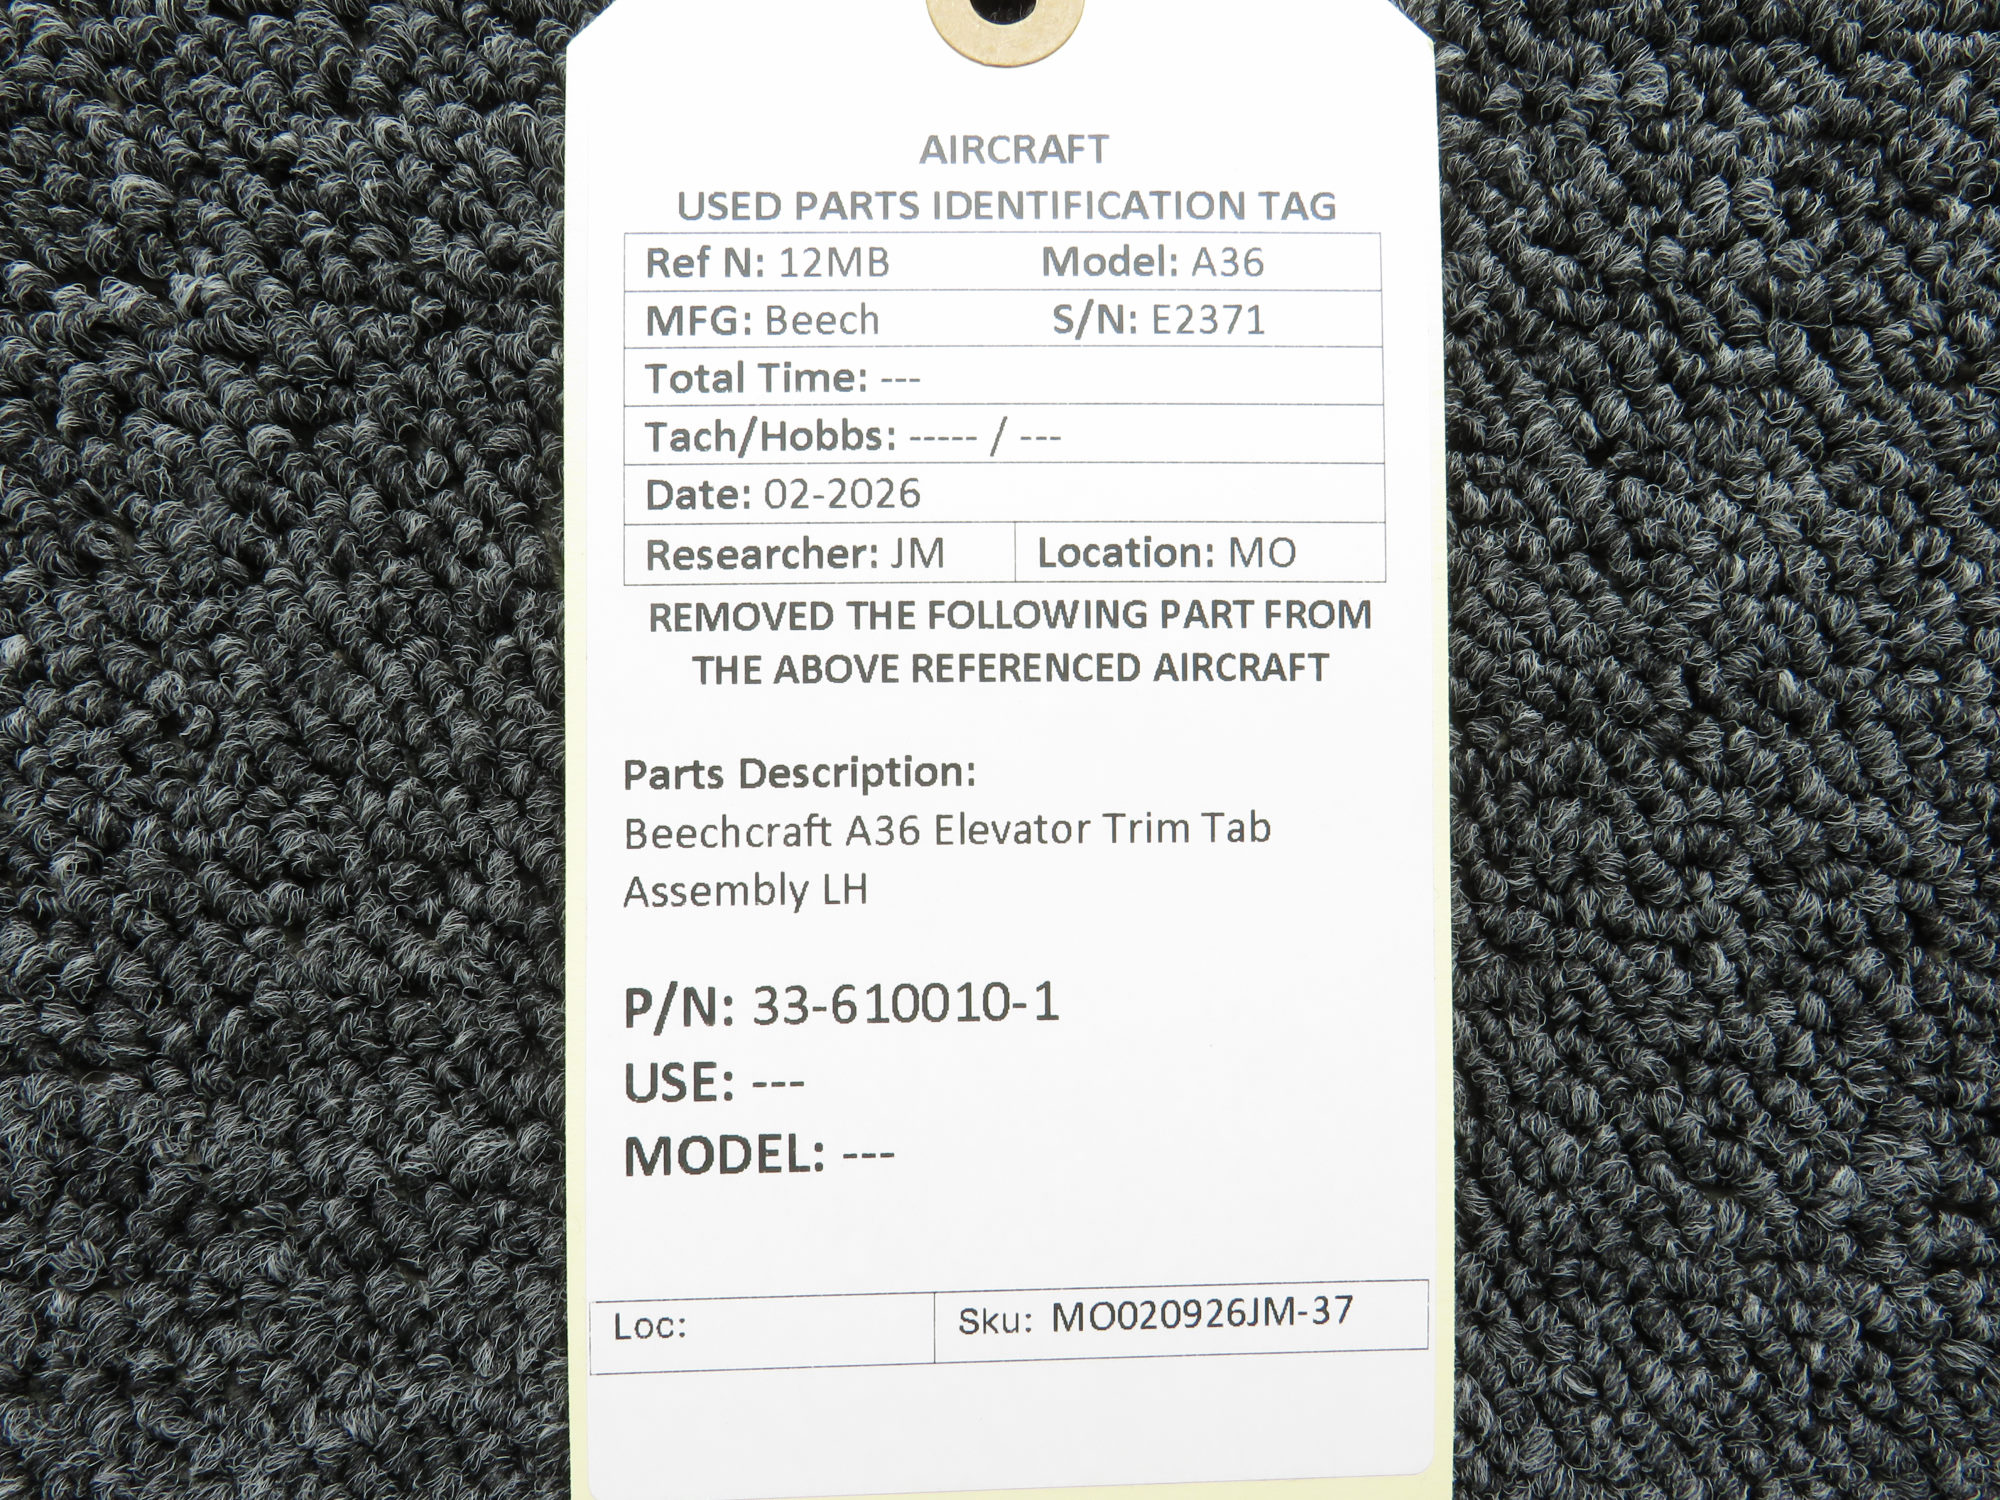 AIRCRAFT
USED PARTS IDENTIFICATION TAG
Ref N: 12MB Model: A36
MFG: Beech S/N: E2371
Total Time: ---
Tach/Hobbs: ----- / ---
Date: 02-2026
Researcher: JM Location: MO
REMOVED THE FOLLOWING PART FROM
THE ABOVE REFERENCED AIRCRAFT
Parts Description:
Beechcraft A36 Elevator Trim Tab
Assembly LH
P/N: 33-610010-1
USE: ---
MODEL: ---
Loc: Sku: MO020926JM-37